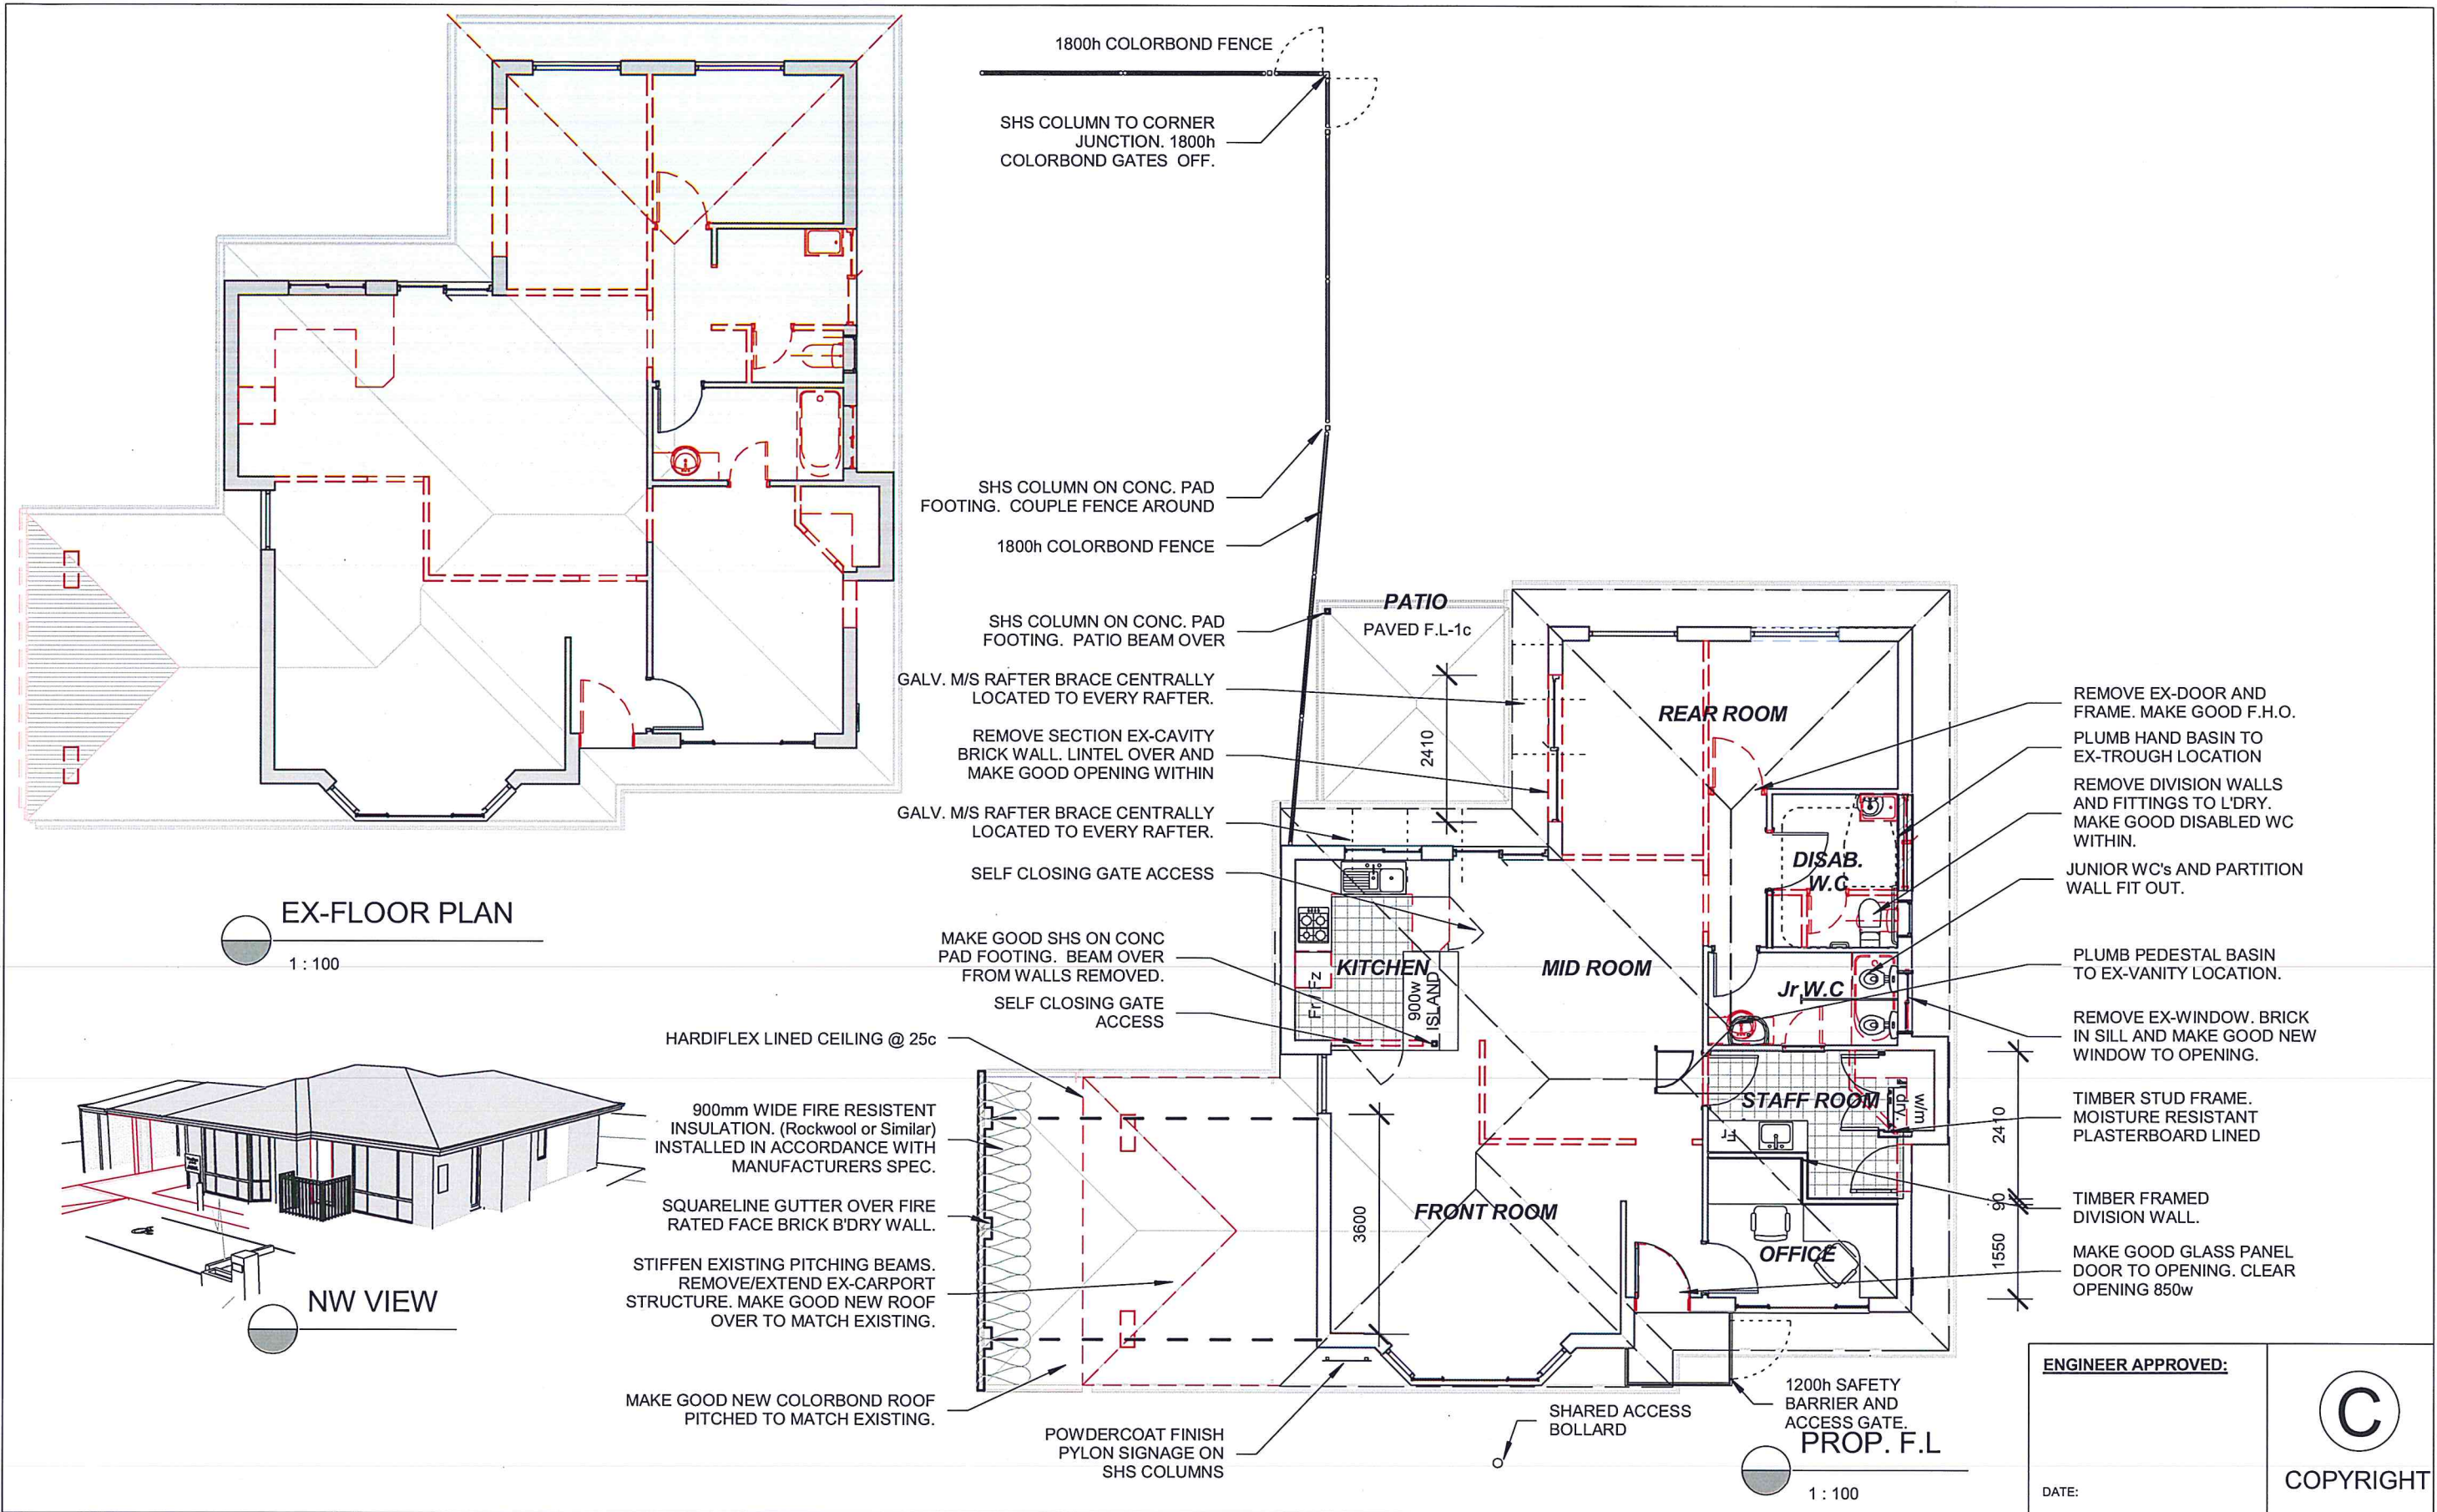 1800h COLORBOND FENCE
SHS COLUMN TO CORNER
JUNCTION. 1800h
COLORBOND GATES OFF.
SHS COLUMN ON CONC. PAD
FOOTING. COUPLE FENCE AROUND
1800h COLORBOND FENCE
SHS COLUMN ON CONC. PAD
FOOTING. PATIO BEAM OVER
GALV. M/S RAFTER BRACE CENTRALLY
LOCATED TO EVERY RAFTER.
REMOVE SECTION EX-CAVITY
BRICK WALL. LINTEL OVER AND
MAKE GOOD OPENING WITHIN
GALV. M/S RAFTER BRACE CENTRALLY
LOCATED TO EVERY RAFTER.
SELF CLOSING GATE ACCESS
MAKE GOOD SHS ON CONC
PAD FOOTING. BEAM OVER
FROM WALLS REMOVED.
SELF CLOSING GATE
ACCESS
HARDIFLEX LINED CEILING @ 25c
900mm WIDE FIRE RESISTENT
INSULATION. (Rockwool or Similar)
INSTALLED IN ACCORDANCE WITH
MANUFACTURERS SPEC.
SQUARELINE GUTTER OVER FIRE
RATED FACE BRICK B'DRY WALL.
STIFFEN EXISTING PITCHING BEAMS.
REMOVE/EXTEND EX-CARPORT
STRUCTURE. MAKE GOOD NEW ROOF
OVER TO MATCH EXISTING.
MAKE GOOD NEW COLORBOND ROOF
PITCHED TO MATCH EXISTING.
POWDERCOAT FINISH
PYLON SIGNAGE ON
SHS COLUMNS
EX-FLOOR PLAN
1 : 100
NW VIEW
PATIO
PAVED F.L-1c
2410
REAR ROOM
DISAB.
W.C
KITCHEN
Fr
Fz
900w
ISLAND
MID ROOM
Jr W.C
STAFF ROOM
Fr
dry.
w/m
FRONT ROOM
3600
OFFICE
2410
90
1550
REMOVE EX-DOOR AND
FRAME. MAKE GOOD F.H.O.
PLUMB HAND BASIN TO
EX-TROUGH LOCATION
REMOVE DIVISION WALLS
AND FITTINGS TO L'DRY.
MAKE GOOD DISABLED WC
WITHIN.
JUNIOR WC's AND PARTITION
WALL FIT OUT.
PLUMB PEDESTAL BASIN
TO EX-VANITY LOCATION.
REMOVE EX-WINDOW. BRICK
IN SILL AND MAKE GOOD NEW
WINDOW TO OPENING.
TIMBER STUD FRAME.
MOISTURE RESISTANT
PLASTERBOARD LINED
TIMBER FRAMED
DIVISION WALL.
MAKE GOOD GLASS PANEL
DOOR TO OPENING. CLEAR
OPENING 850w
1200h SAFETY
BARRIER AND
ACCESS GATE.
SHARED ACCESS
BOLLARD
PROP. F.L
1 : 100
ENGINEER APPROVED:
DATE:
C
COPYRIGHT